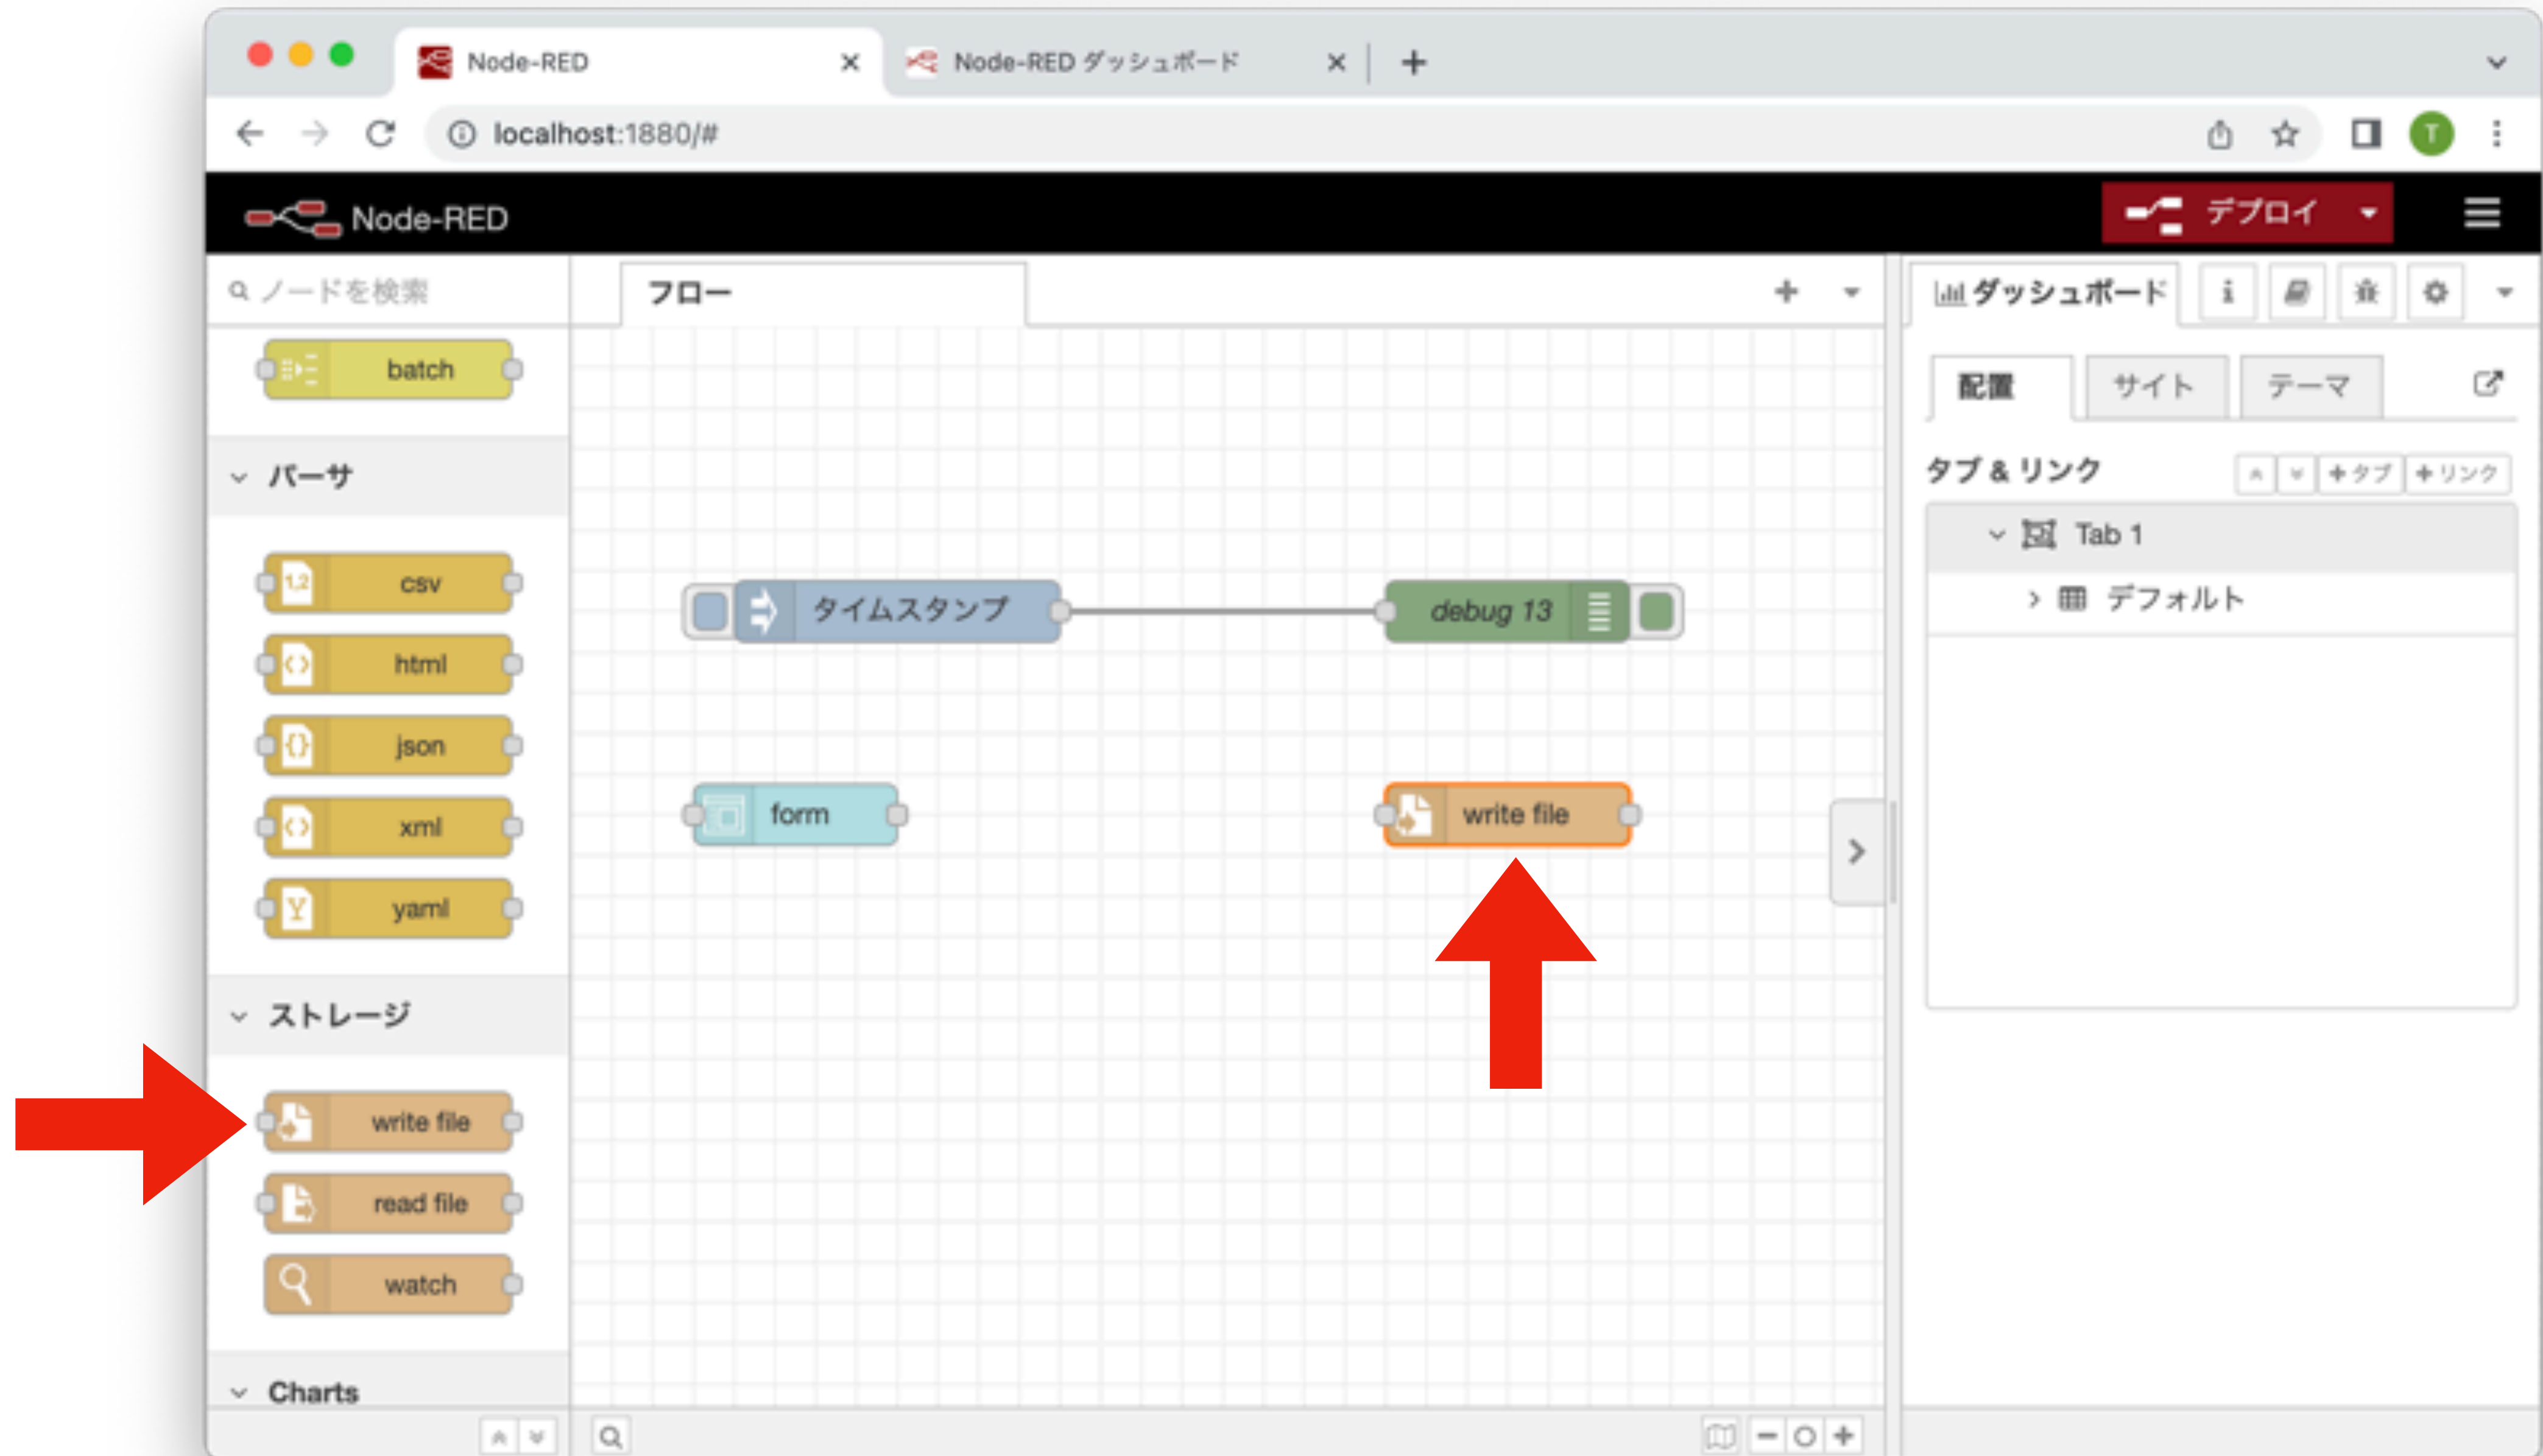 Node-RED
Node-RED ダッシュボード
localhost:1880/#
T
Node-RED
デプロイ
ノードを検索
フロー
ダッシュボード
batch
配置
サイト
テーマ
パーサ
タブ & リンク
タブ
リンク
Tab 1
csv
デフォルト
タイムスタンプ
debug 13
html
json
form
write file
xml
yaml
ストレージ
write file
read file
watch
Charts